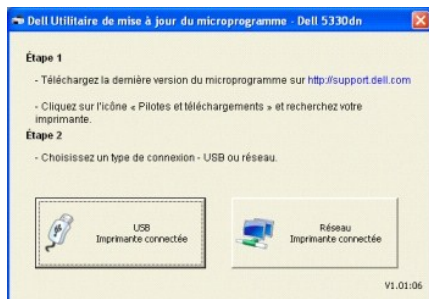 Dell Utilitaire de mise à jour du microprogramme - Dell 5330dn
Étape 1
- Téléchargez la dernière version du microprogramme sur http://support.dell.com
- Cliquez sur l'icône « Pilotes et téléchargements » et recherchez votre
imprimante.
Étape 2
- Choisissez un type de connexion - USB ou réseau.
USB
Imprimante connectée
Réseau
Imprimante connectée
V1.01:06